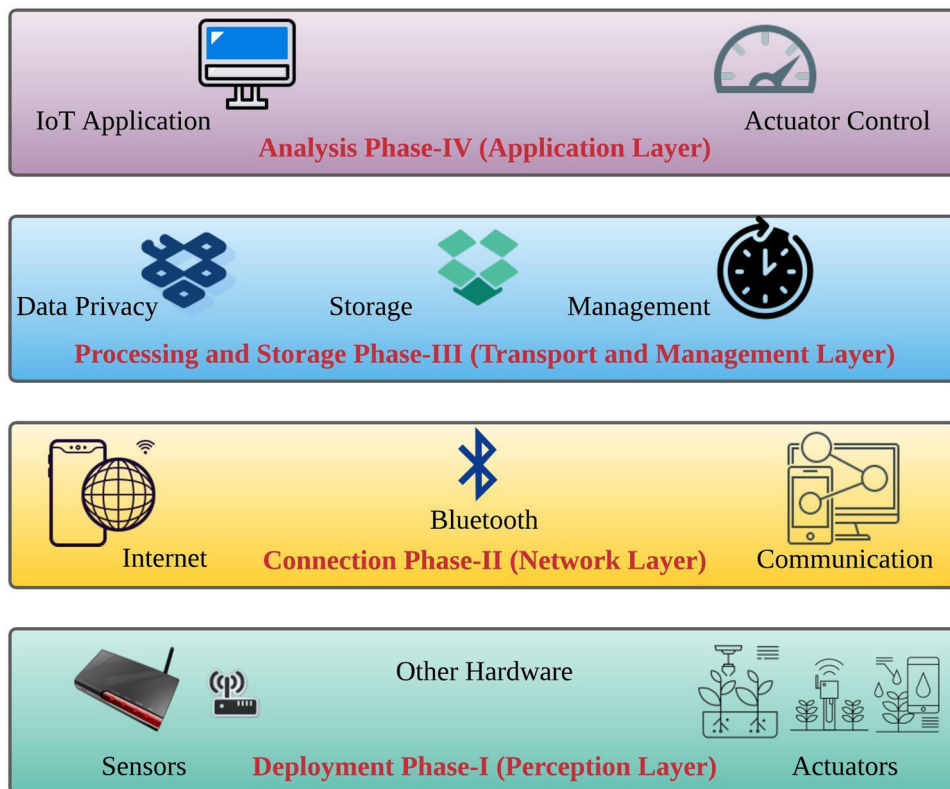 IoT Application
Actuator Control
Analysis Phase-IV (Application Layer)
Data Privacy
Storage
Management
Processing and Storage Phase-III (Transport and Management Layer)
Bluetooth
Internet
Connection Phase-II (Network Layer)
Communication
Other Hardware
Sensors
Deployment Phase-I (Perception Layer)
Actuators